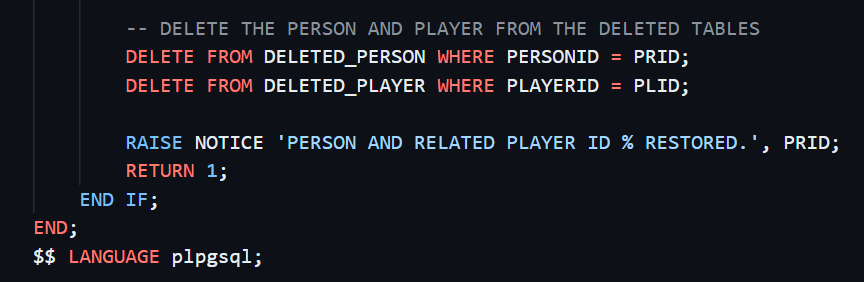 -- DELETE THE PERSON AND PLAYER FROM THE DELETED TABLES
DELETE FROM DELETED_PERSON WHERE PERSONID = PRID;
DELETE FROM DELETED_PLAYER WHERE PLAYERID = PLID;
RAISE NOTICE 'PERSON AND RELATED PLAYER ID % RESTORED.', PRID;
RETURN 1;
END IF;
END;
$$ LANGUAGE plpgsql;